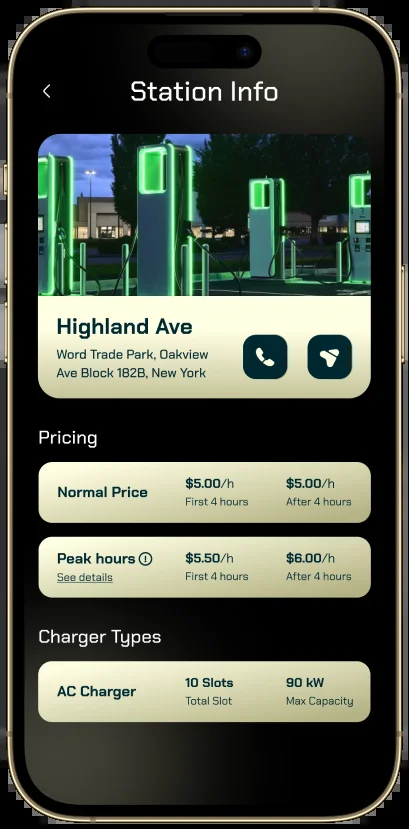 Station Info
Highland Ave
Word Trade Park, Oakview
Ave Block 182B, New York
Pricing
Normal Price
$5.00/h
First 4 hours
$5.00/h
After 4 hours
Peak hours
See details
$5.50/h
First 4 hours
$6.00/h
After 4 hours
Charger Types
AC Charger
10 Slots
Total Slot
90 kW
Max Capacity